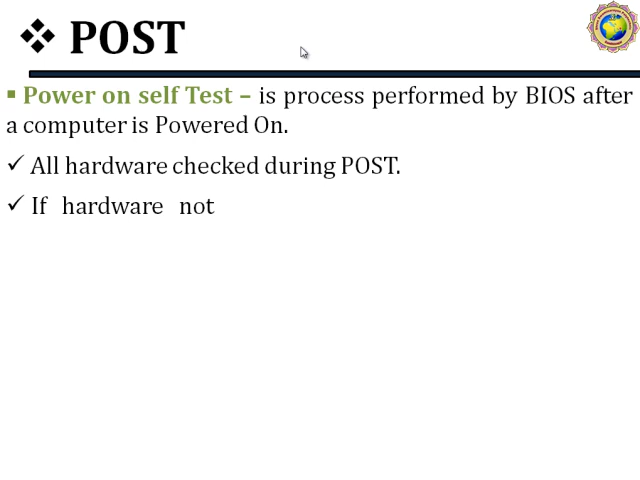 ❖ POST
▪ Power on self Test – is process performed by BIOS after
a computer is Powered On.
✓ All hardware checked during POST.
✓ If hardware not